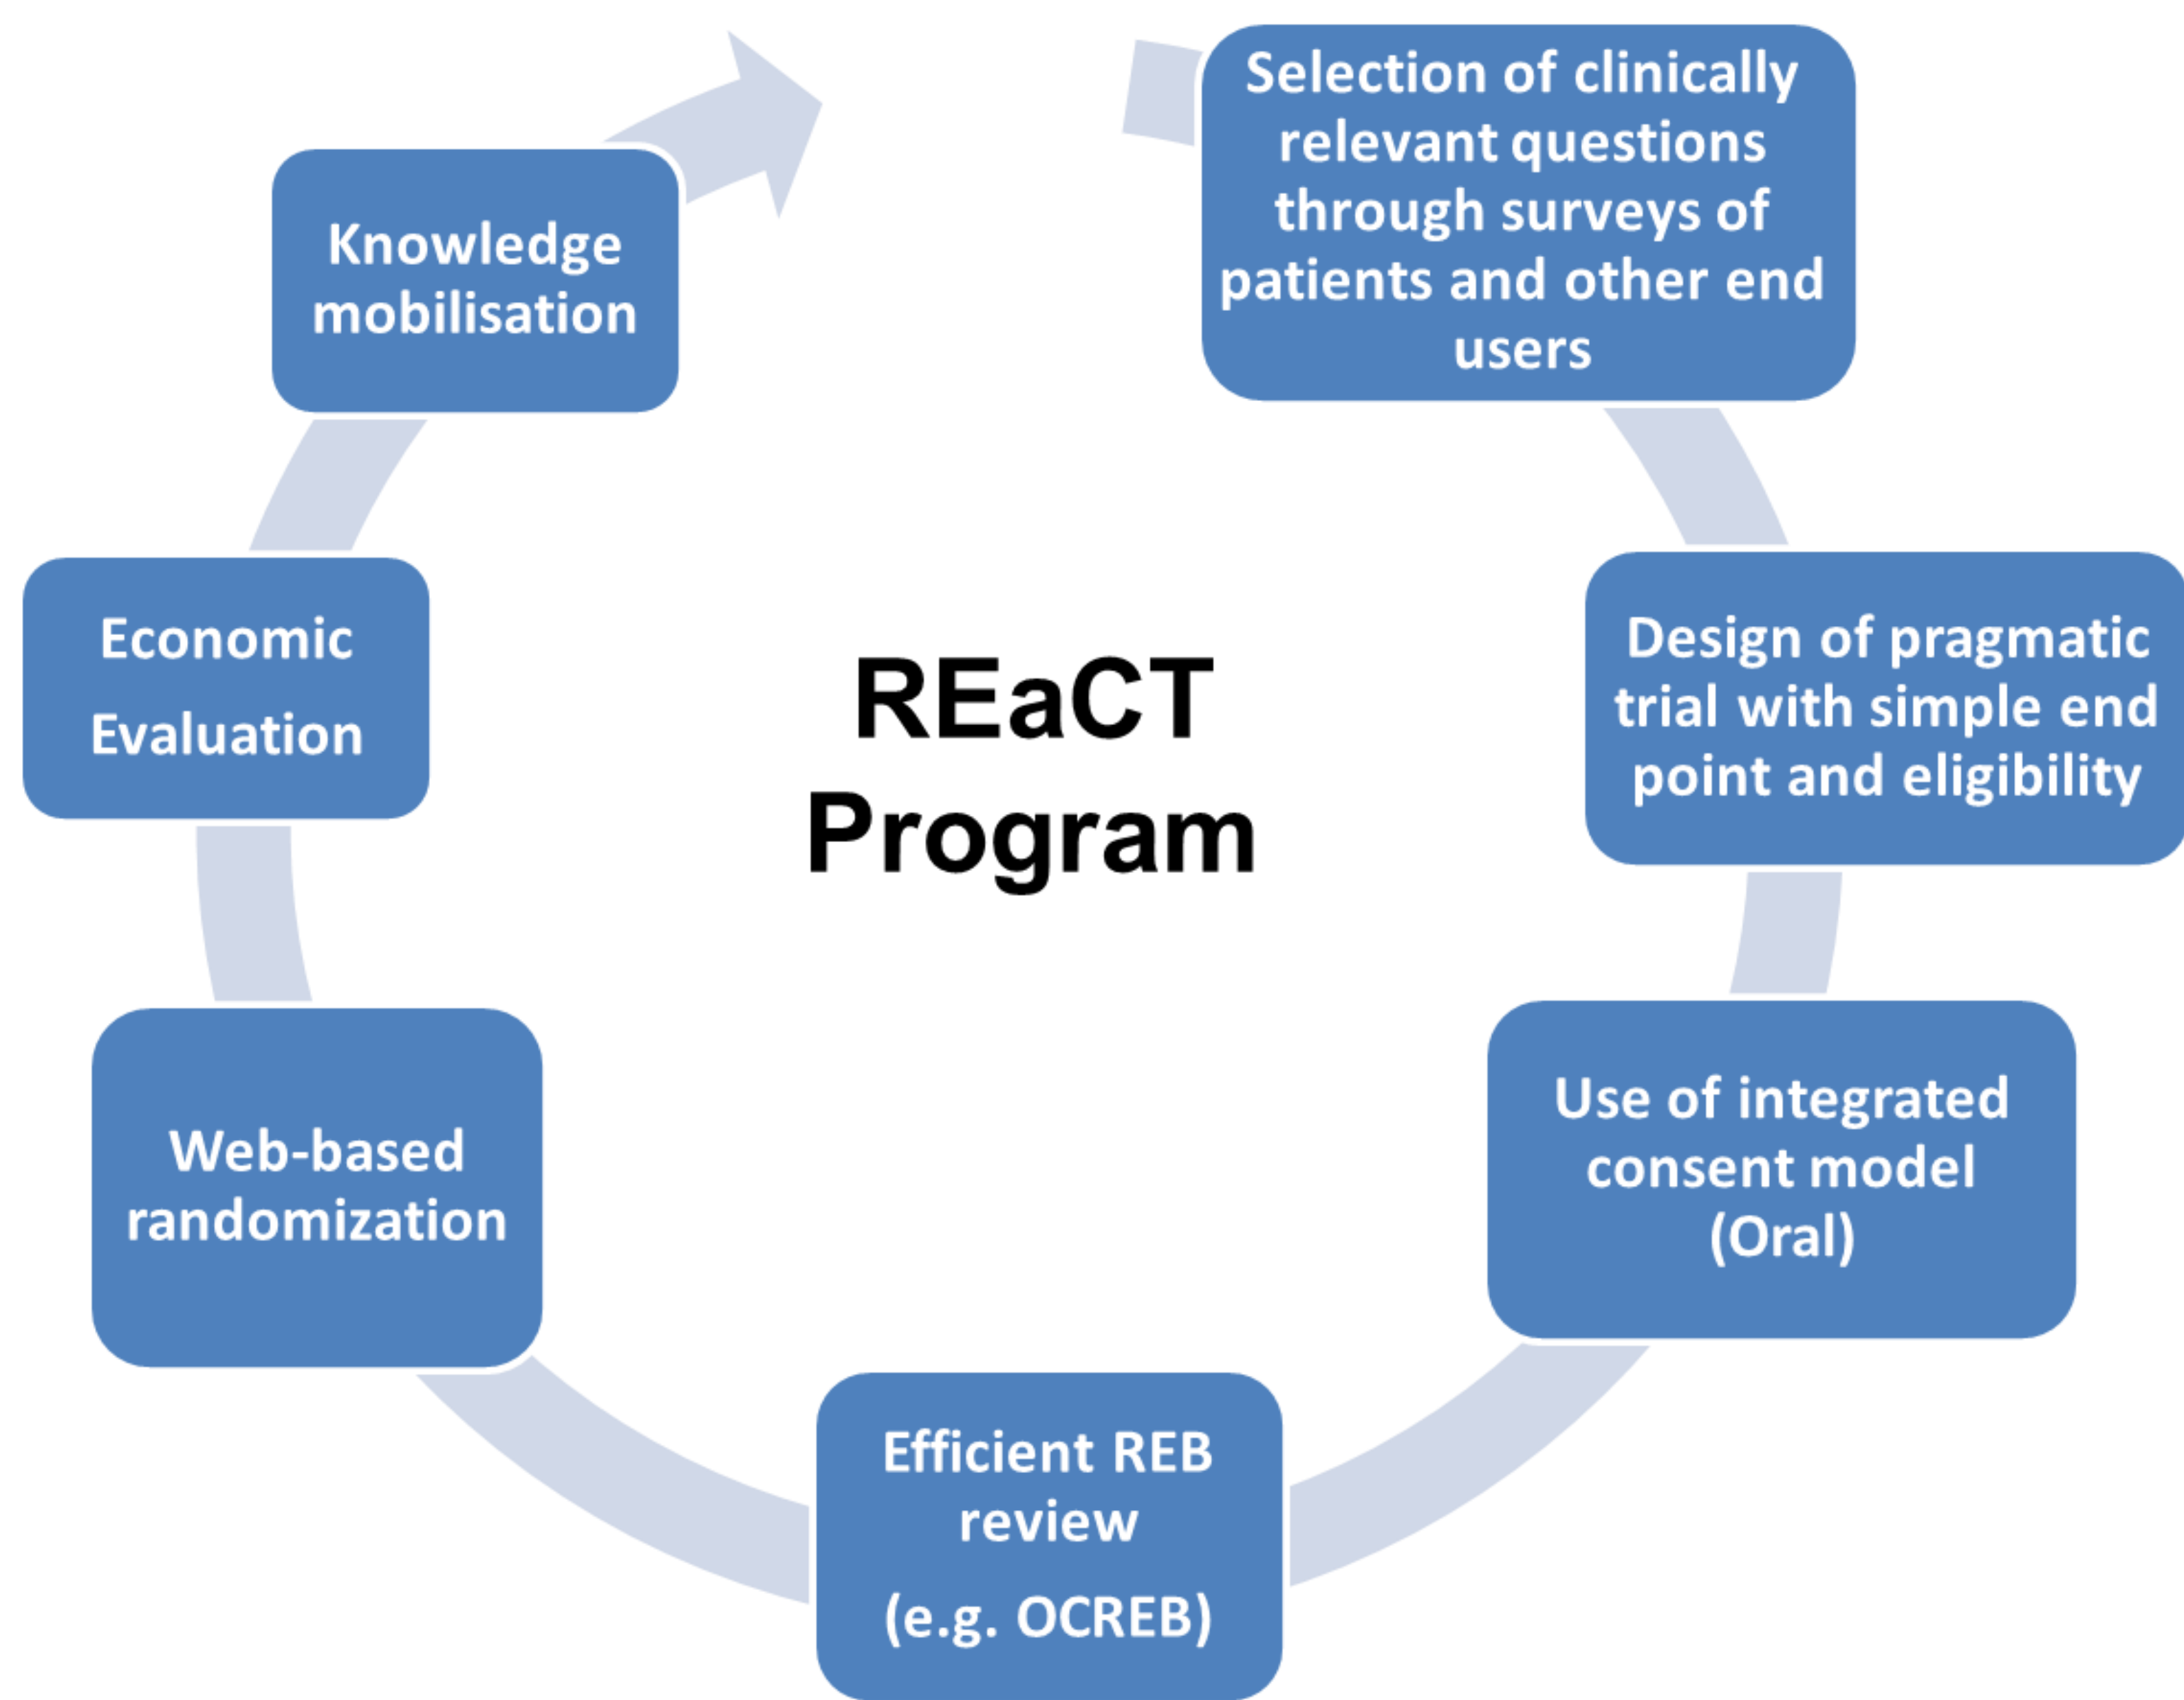 Selection of clinically
relevant questions
through surveys of
patients and other end
users
Design of pragmatic
trial with simple end
point and eligibility
Use of integrated
consent model
(Oral)
Efficient REB
review
(e.g. OCREB)
Web-based
randomization
Economic
Evaluation
Knowledge
mobilisation
REaCT
Program